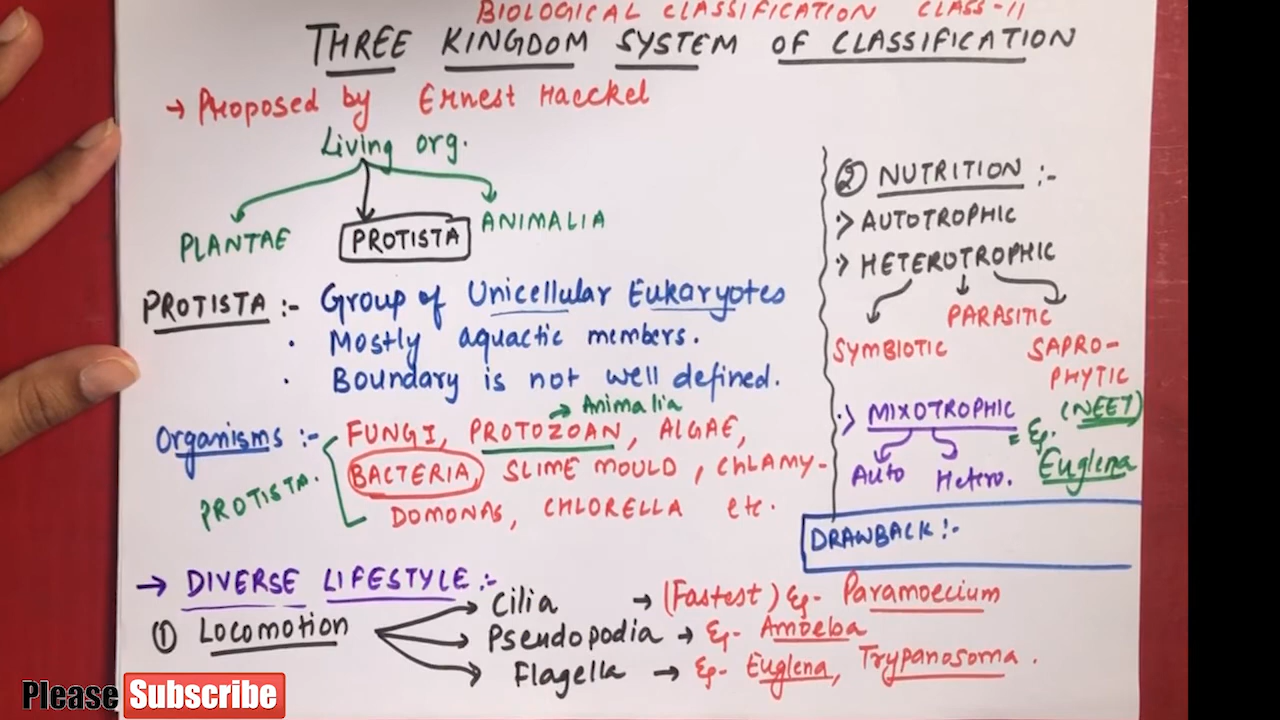 BIOLOGICAL CLASSIFICATION CLASS-11
THREE KINGDOM SYSTEM OF CLASSIFICATION
→ Proposed by Ernest Haeckel
Living org.
PLANTAE PROTISTA ANIMALIA
PROTISTA :- Group of Unicellular Eukaryotes
• Mostly aquactic members.
• Boundary is not well defined.
→ Animalia
Organisms :- FUNGI, PROTOZOAN, ALGAE,
BACTERIA, SLIME MOULD, CHLAMY-
DOMONAS, CHLORELLA etc.
PROTISTA.
→ DIVERSE LIFESTYLE :-
① Locomotion
Cilia → (Fastest) Eg- Paramoecium
Pseudopodia → Eg- Amoeba
Flagella → Eg- Euglena, Trypanosoma.
② NUTRITION :-
> AUTOTROPHIC
> HETEROTROPHIC
SYMBIOTIC
PARASITIC
SAPRO-
PHYTIC
(NEET)
> MIXOTROPHIC = Eg.
Euglena
Auto Hetero.
DRAWBACK :-
Please Subscribe